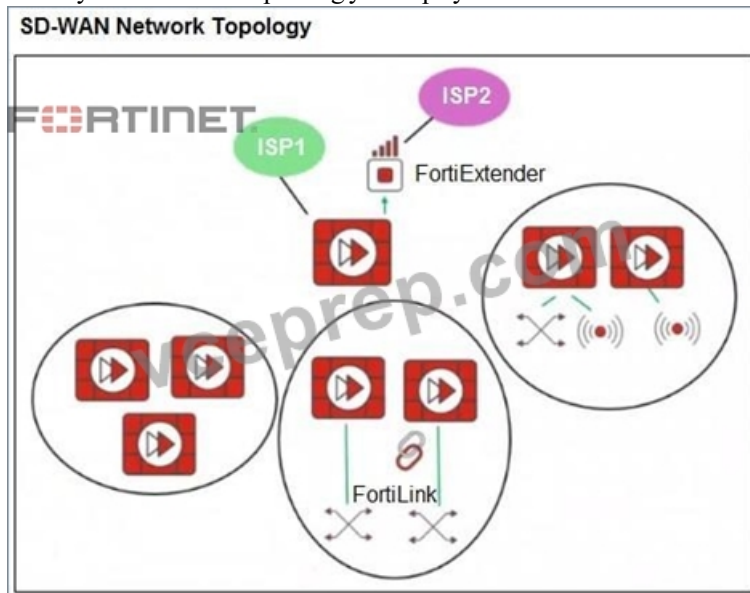 SD-WAN Network Topology
FORTINET
ISP2
ISP1
FortiExtender
vceprep.com
FortiLink